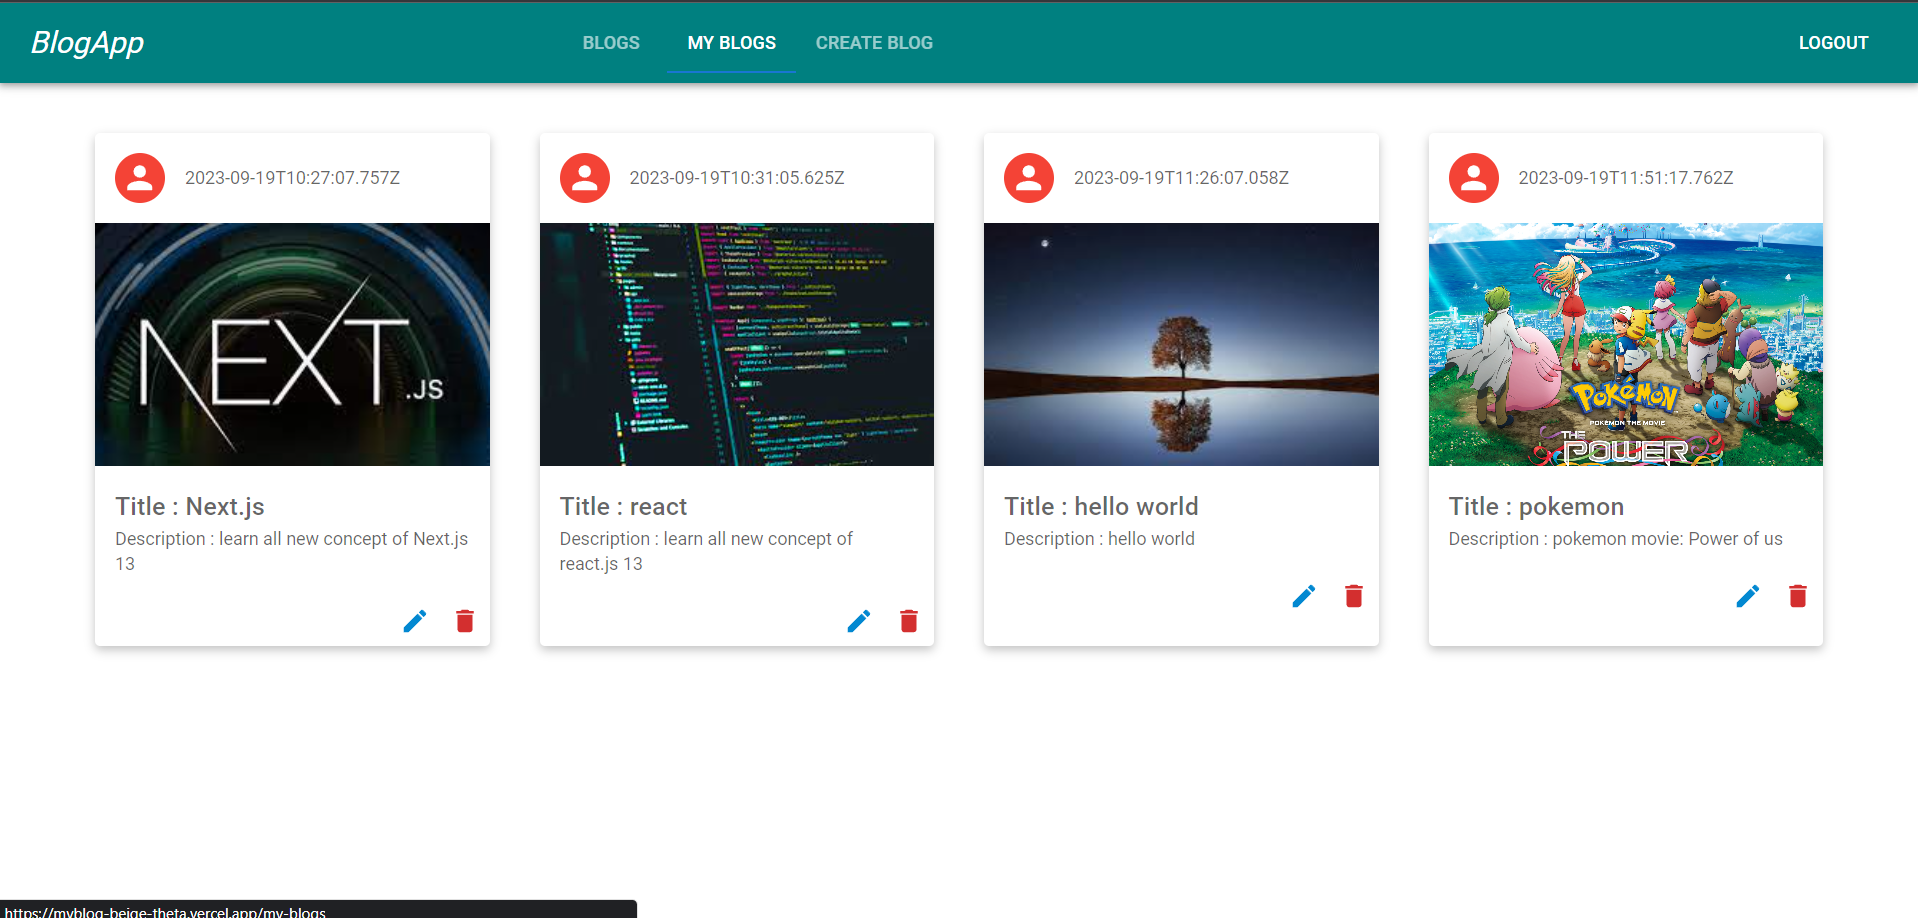 BlogApp
BLOGS MY BLOGS CREATE BLOG
LOGOUT
2023-09-19T10:27:07.757Z
NEXT.JS
Title : Next.js
Description : learn all new concept of Next.js
13
2023-09-19T10:31:05.625Z
Title : react
Description : learn all new concept of
react.js 13
2023-09-19T11:26:07.058Z
Title : hello world
Description : hello world
2023-09-19T11:51:17.762Z
POKéMON
POKEMON THE MOVIE
THE
POWER
Title : pokemon
Description : pokemon movie: Power of us
https://myblog-beige-theta.vercel.app/my-blogs